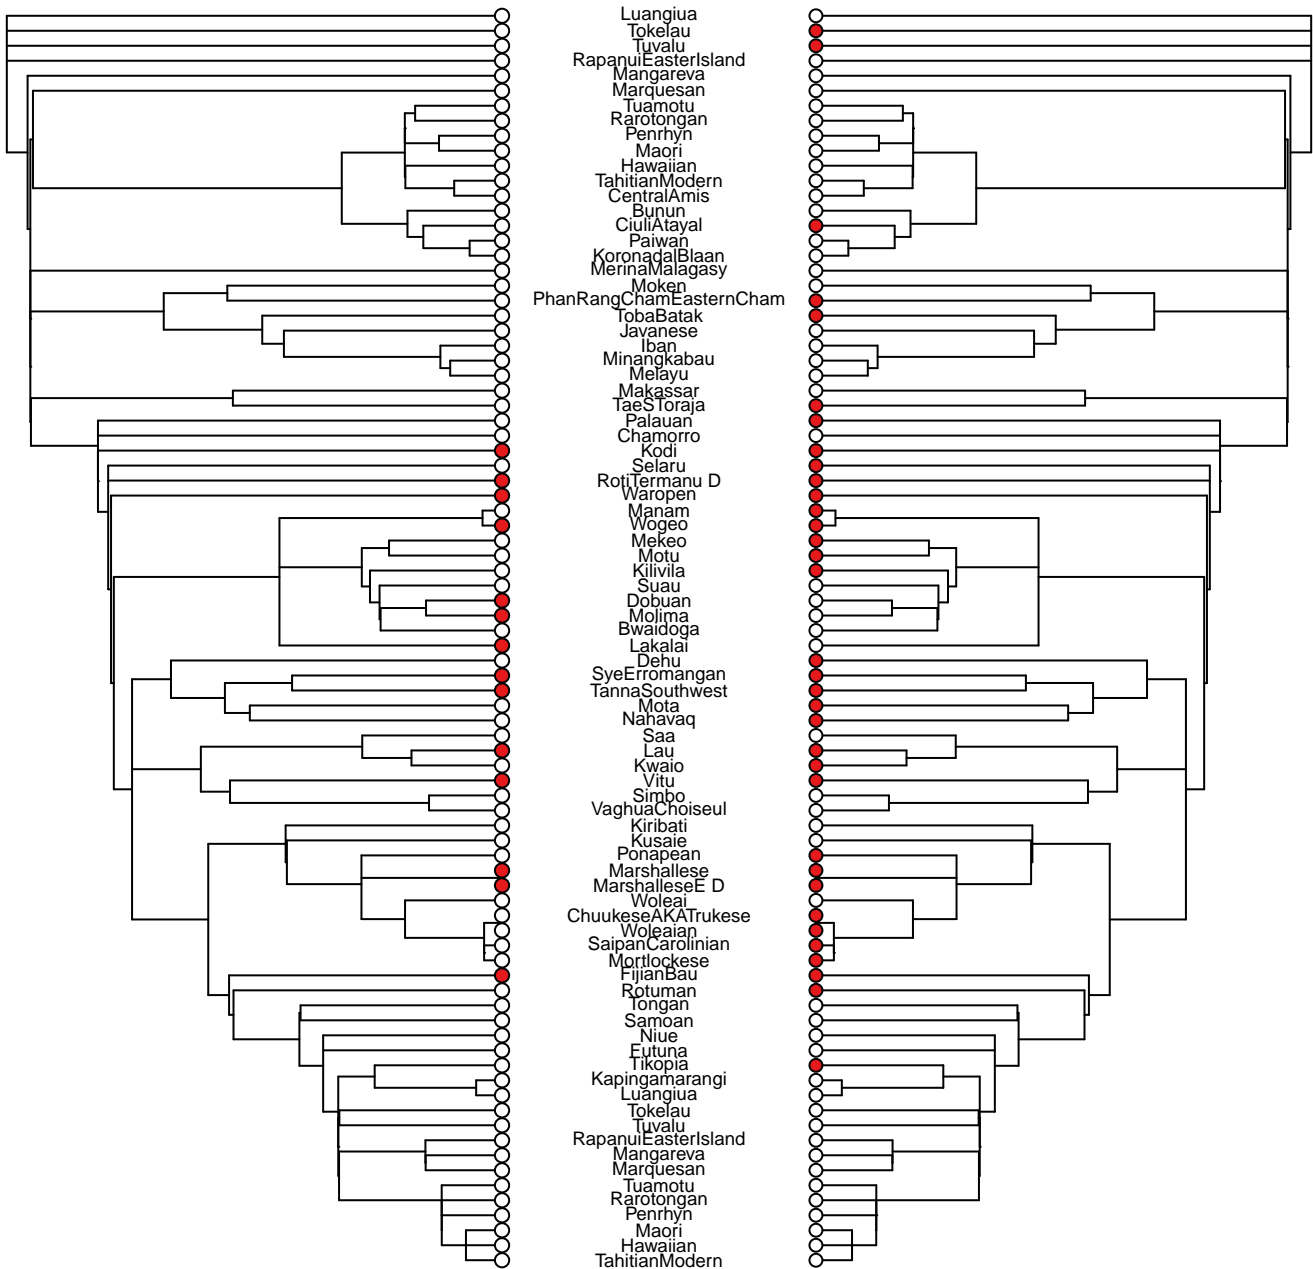 Luangiua
Tokelau
Tuvalu
RapanuiEasterIsland
Mangareva
Marquesan
Tuamotu
Rarotongan
Penrhyn
Maori
Hawaiian
TahitianModern
CentralAmis
Bunun
CiuliAtayal
Paiwan
KoronadalBlaan
MerinaMalagasy
Moken
PhanRangChamEasternCham
TobaBatak
Javanese
Iban
Minangkabau
Melayu
Makassar
TaeSToraja
Palauan
Chamorro
Kodi
Selaru
RotiTermanu D
Waropen
Manam
Wogeo
Mekeo
Motu
Kilivila
Suau
Dobuan
Molima
Bwaidoga
Lakalai
Dehu
SyeErromangan
TannaSouthwest
Mota
Nahavaq
Saa
Lau
Kwaio
Vitu
Simbo
VaghuaChoiseul
Kiribati
Kusaie
Ponapean
Marshallese
MarshalleseE D
Woleai
ChuukeseAKATrukese
Woleaian
SaipanCarolinian
Mortlockese
FijianBau
Rotuman
Tongan
Samoan
Niue
Futuna
Tikopia
Kapingamarangi
Luangiua
Tokelau
Tuvalu
RapanuiEasterIsland
Mangareva
Marquesan
Tuamotu
Rarotongan
Penrhyn
Maori
Hawaiian
TahitianModern